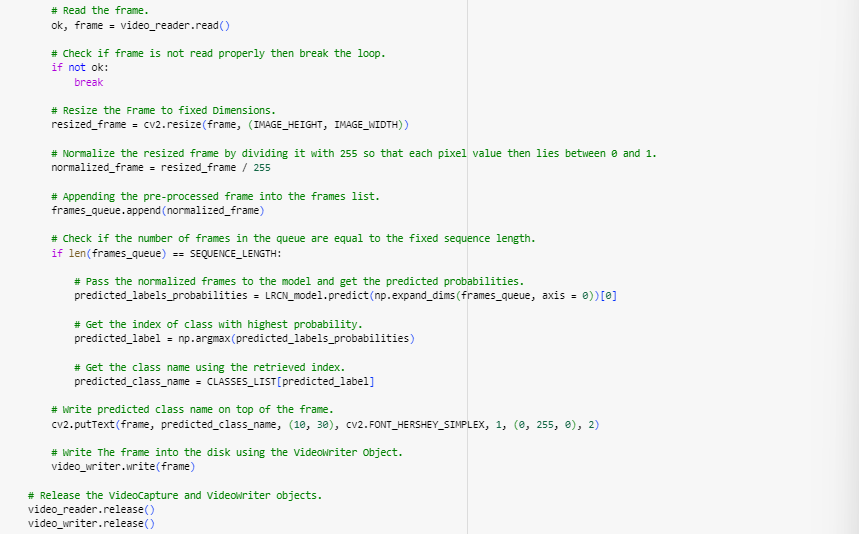 # Read the frame.
ok, frame = video_reader.read()
# Check if frame is not read properly then break the loop.
if not ok:
break
# Resize the Frame to fixed Dimensions.
resized_frame = cv2.resize(frame, (IMAGE_HEIGHT, IMAGE_WIDTH))
# Normalize the resized frame by dividing it with 255 so that each pixel value then lies between 0 and 1.
normalized_frame = resized_frame / 255
# Appending the pre-processed frame into the frames list.
frames_queue.append(normalized_frame)
# Check if the number of frames in the queue are equal to the fixed sequence length.
if len(frames_queue) == SEQUENCE_LENGTH:
# Pass the normalized frames to the model and get the predicted probabilities.
predicted_labels_probabilities = LRCN_model.predict(np.expand_dims(frames_queue, axis = 0))[0]
# Get the index of class with highest probability.
predicted_label = np.argmax(predicted_labels_probabilities)
# Get the class name using the retrieved index.
predicted_class_name = CLASSES_LIST[predicted_label]
# Write predicted class name on top of the frame.
cv2.putText(frame, predicted_class_name, (10, 30), cv2.FONT_HERSHEY_SIMPLEX, 1, (0, 255, 0), 2)
# Write The frame into the disk using the VideoWriter Object.
video_writer.write(frame)
# Release the VideoCapture and VideoWriter objects.
video_reader.release()
video_writer.release()